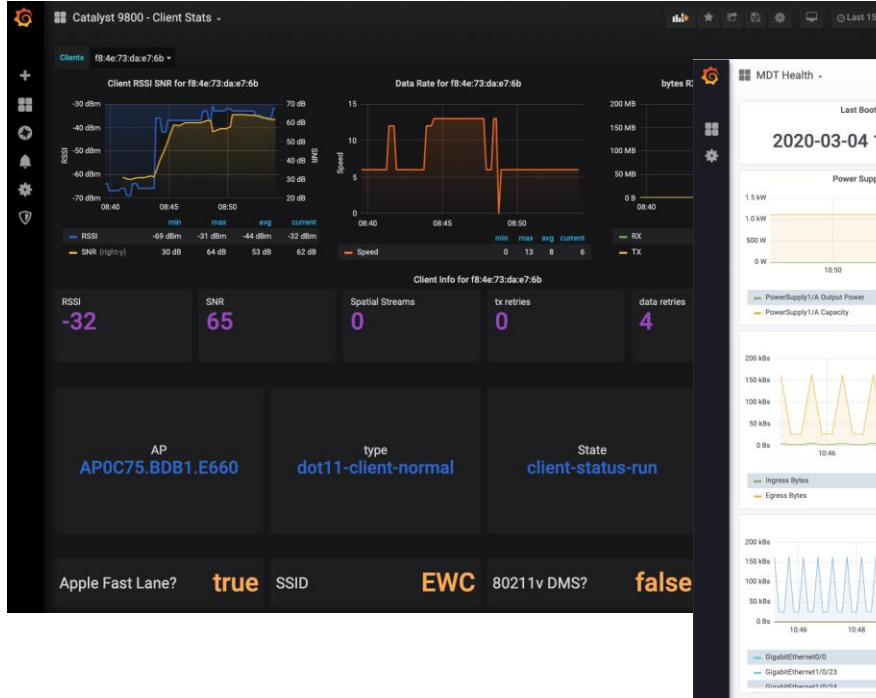 Catalyst 9800 - Client Stats
Last 15
Clients f8:4e:73:da:e7:6b
Client RSSI SNR for f8:4e:73:da:e7:6b
-30 dBm
-40 dBm
-50 dBm
-60 dBm
-70 dBm
RSSI
70 dB
60 dB
50 dB
40 dB
30 dB
20 dB
SNR
08:40 08:45 08:50
min max avg current
RSSI -69 dBm -31 dBm -44 dBm -32 dBm
SNR (right-y) 30 dB 64 dB 53 dB 62 dB
Data Rate for f8:4e:73:da:e7:6b
15
10
5
0
Speed
08:40 08:45 08:50
min max avg current
Speed 0 13 8 6
bytes
200 MB
150 MB
100 MB
50 MB
0 B
08:40
RX
TX
Client Info for f8:4e:73:da:e7:6b
RSSI
-32
SNR
65
Spatial Streams
0
tx retries
0
data retries
4
AP
AP0C75.BDB1.E660
type
dot11-client-normal
State
client-status-run
Apple Fast Lane? true
SSID EWC
80211v DMS? false
MDT Health
Last Boot
2020-03-04 1
Power Supp
1.5 kW
1.0 kW
500 W
0 W
10:50
PowerSupply1/A Output Power
PowerSupply1/A Capacity
200 kBs
150 kBs
100 kBs
50 kBs
0 Bs
10:46
Ingress Bytes
Egress Bytes
200 kBs
150 kBs
100 kBs
50 kBs
0 Bs
10:46 10:48
GigabitEthernet0/0
GigabitEthernet1/0/23
GigabitEthernet1/0/24